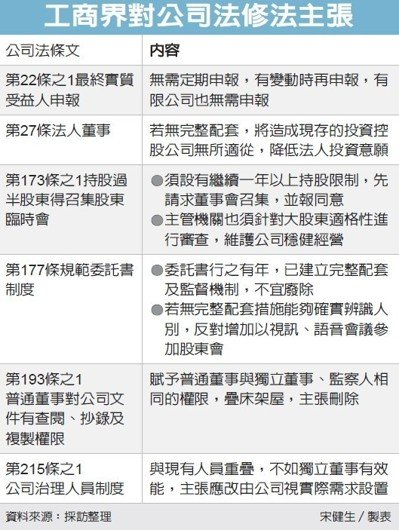 工商界對公司法修法主張
公司法條文
內容
第22條之1最終實質
受益人申報
無需定期申報，有變動時再申報，有
限公司也無需申報
第27條法人董事
若無完整配套，將造成現存的投資控
股公司無所適從，降低法人投資意願
第173條之1持股過
半股東得召集股東
臨時會
●須設有繼續一年以上持股限制，先
請求董事會召集，並報同意
●主管機關也須針對大股東適格性進
行審查，維護公司穩健經營
第177條規範委託書
制度
●委託書行之有年，已建立完整配套
及監督機制，不宜廢除
●若無完整配套措施能夠確實辨識人
別，反對增加以視訊、語音會議參
加股東會
第193條之1
普通董事對公司文
件有查閱、抄錄及
複製權限
賦予普通董事與獨立董事、監察人相
同的權限，疊床架屋，主張刪除
第215條之1
公司治理人員制度
與現有人員重疊，不如獨立董事有效
能，主張應改由公司視實際需求設置
資料來源：採訪整理
宋健生／製表